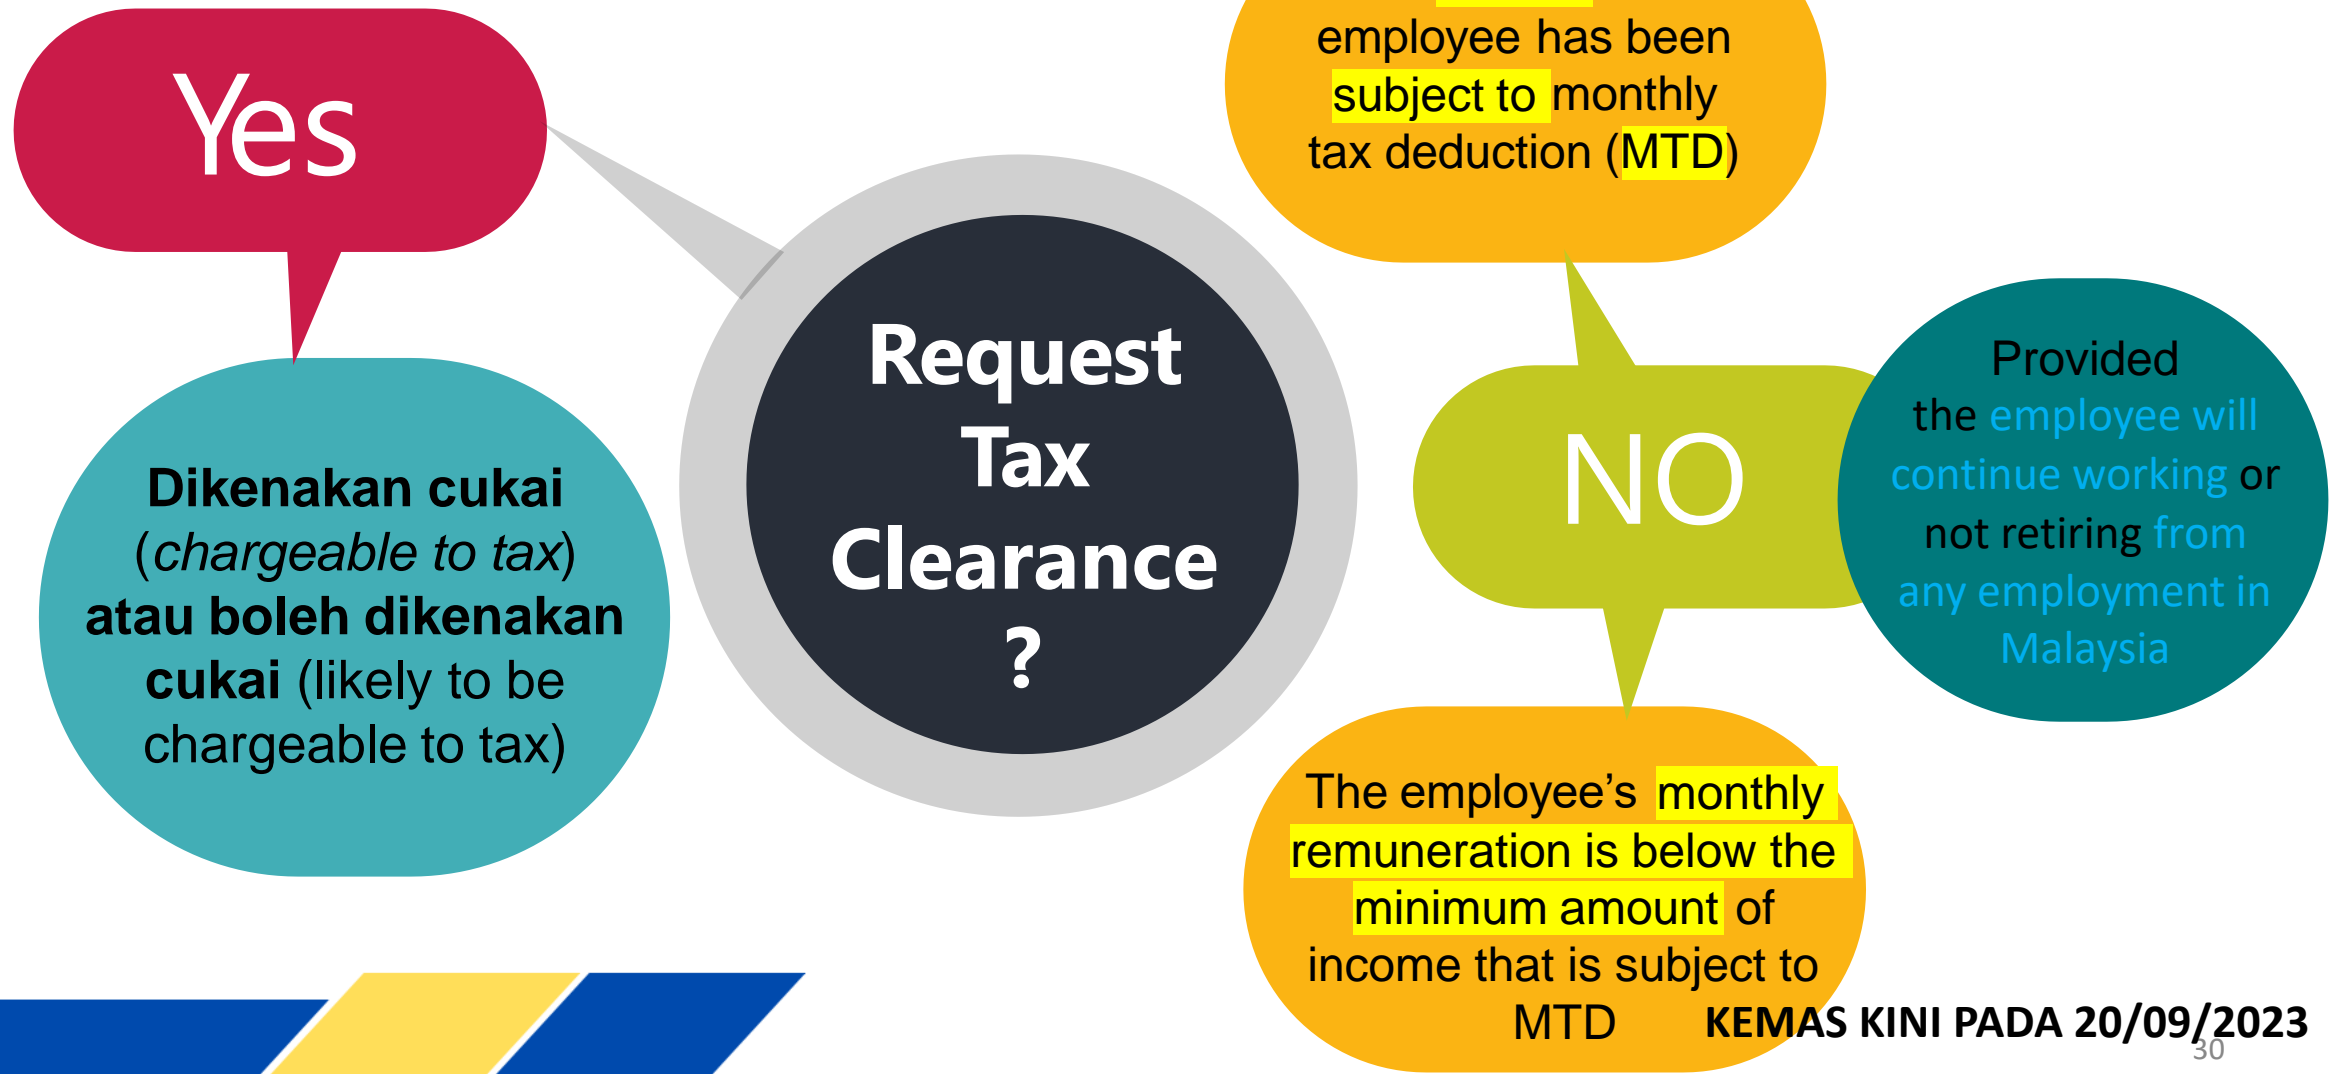 Yes
Dikenakan cukai
(chargeable to tax)
atau boleh dikenakan
cukai (likely to be
chargeable to tax)
Request
Tax
Clearance
?
employee has been
subject to monthly
tax deduction (MTD)
NO
Provided
the employee will
continue working or
not retiring from
any employment in
Malaysia
The employee’s monthly
remuneration is below the
minimum amount of
income that is subject to
MTD
KEMAS KINI PADA 20/09/2023
30